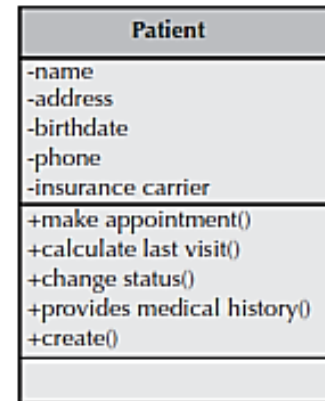 Patient
-name
-address
-birthdate
-phone
-insurance carrier
+make appointment()
+calculate last visit()
+change status()
+provides medical history()
+create()